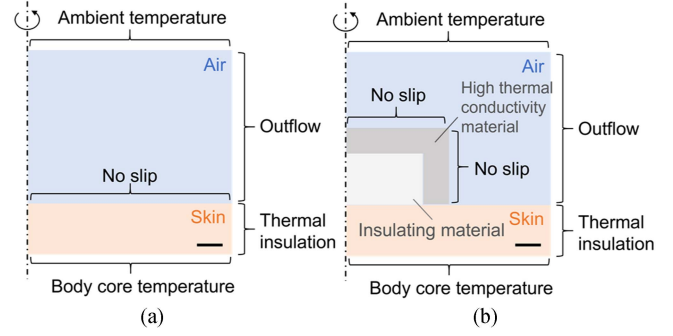 Ambient temperature
Air
No slip
Outflow
Skin
Thermal
insulation
Body core temperature
(a)
Ambient temperature
Air
No slip
High thermal
conductivity
material
Outflow
No slip
Skin
Insulating material
Thermal
insulation
Body core temperature
(b)